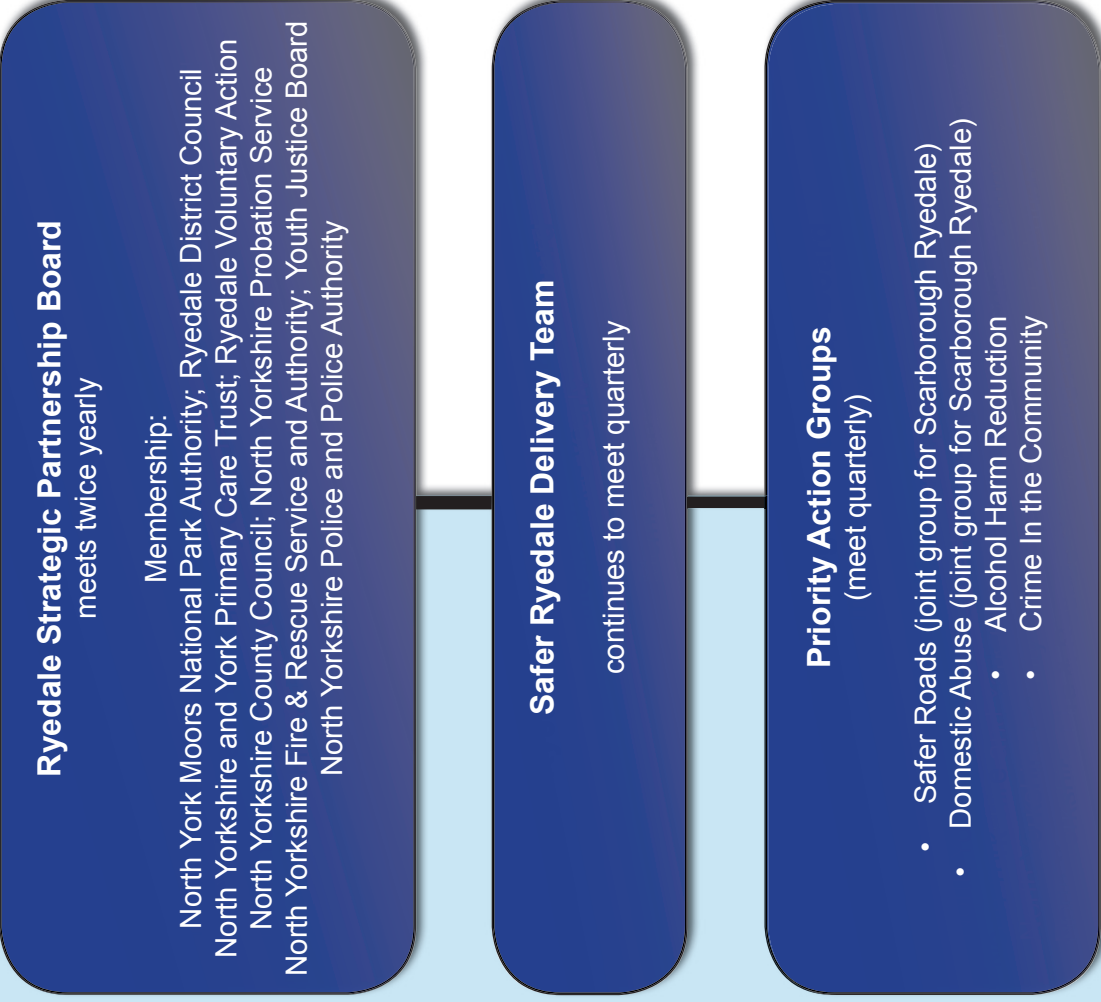 Ryedale Strategic Partnership Board
meets twice yearly
Membership:
North York Moors National Park Authority; Ryedale District Council
North Yorkshire and York Primary Care Trust; Ryedale Voluntary Action
North Yorkshire County Council; North Yorkshire Probation Service
North Yorkshire Fire & Rescue Service and Authority; Youth Justice Board
North Yorkshire Police and Police Authority
Safer Ryedale Delivery Team
continues to meet quarterly
Priority Action Groups
(meet quarterly)
• Safer Roads (joint group for Scarborough Ryedale)
• Domestic Abuse (joint group for Scarborough Ryedale)
• Alcohol Harm Reduction
• Crime In the Community